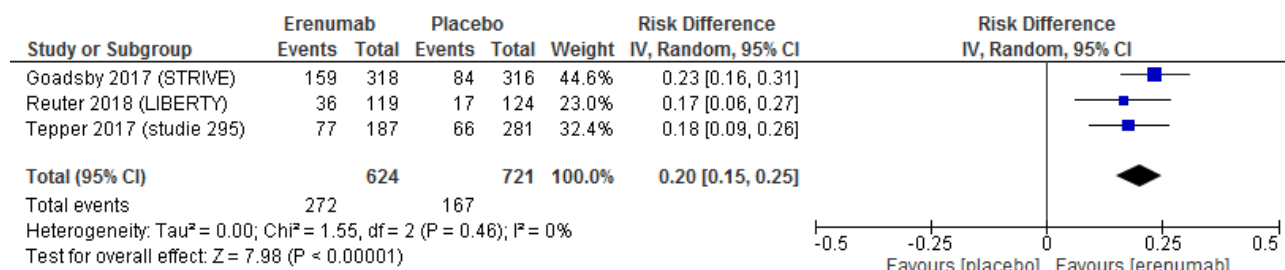 Erenumab Placebo Risk Difference Risk Difference
Study or Subgroup Events Total Events Total Weight IV, Random, 95% CI IV, Random, 95% CI
Goadsby 2017 (STRIVE) 159 318 84 316 44.6% 0.23 [0.16, 0.31]
Reuter 2018 (LIBERTY) 36 119 17 124 23.0% 0.17 [0.06, 0.27]
Tepper 2017 (studie 295) 77 187 66 281 32.4% 0.18 [0.09, 0.26]
Total (95% CI) 624 721 100.0% 0.20 [0.15, 0.25]
Total events 272 167
Heterogeneity: Tau² = 0.00; Chi² = 1.55, df = 2 (P = 0.46); I² = 0%
Test for overall effect: Z = 7.98 (P < 0.00001)
-0.5 -0.25 0 0.25 0.5
Favours [placebo] Favours [erenumab]